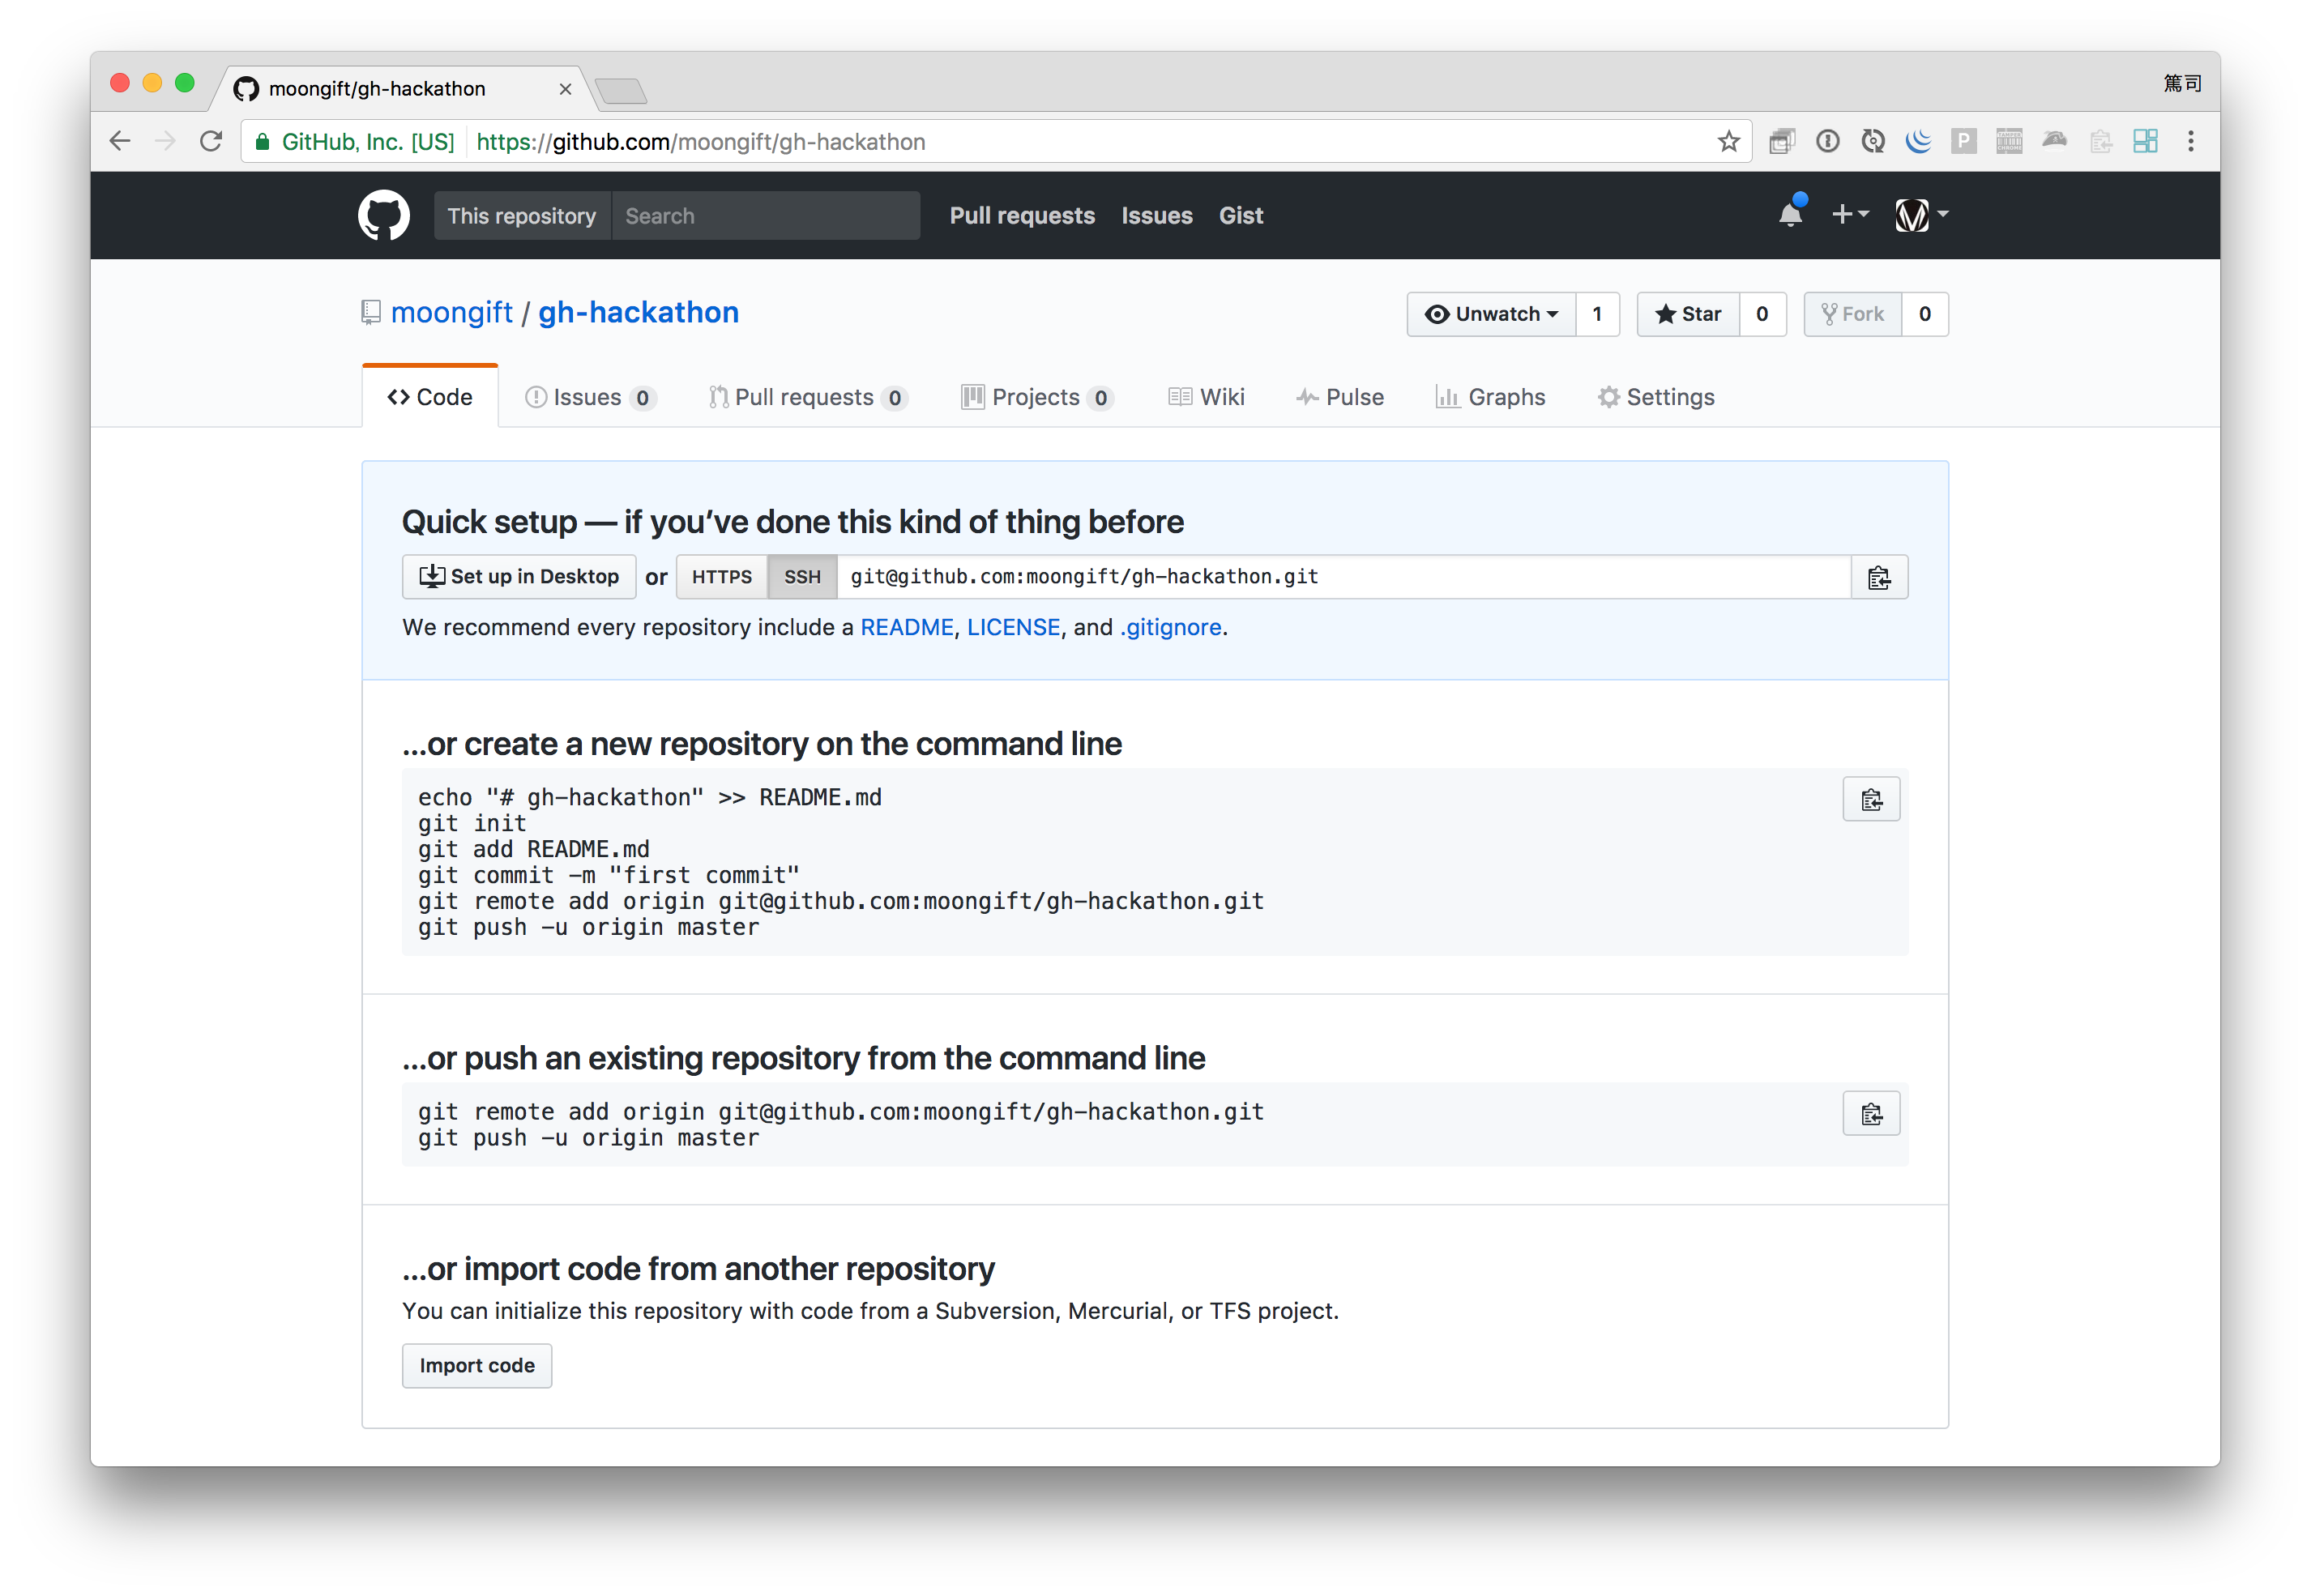 moongift/gh-hackathon
篤司
GitHub, Inc. [US] https://github.com/moongift/gh-hackathon
This repository Search Pull requests Issues Gist
moongift / gh-hackathon
Unwatch 1 Star 0 Fork 0
Code Issues 0 Pull requests 0 Projects 0 Wiki Pulse Graphs Settings
Quick setup — if you’ve done this kind of thing before
Set up in Desktop or HTTPS SSH git@github.com:moongift/gh-hackathon.git
We recommend every repository include a README, LICENSE, and .gitignore.
…or create a new repository on the command line
echo "# gh-hackathon" >> README.md
git init
git add README.md
git commit -m "first commit"
git remote add origin git@github.com:moongift/gh-hackathon.git
git push -u origin master
…or push an existing repository from the command line
git remote add origin git@github.com:moongift/gh-hackathon.git
git push -u origin master
…or import code from another repository
You can initialize this repository with code from a Subversion, Mercurial, or TFS project.
Import code